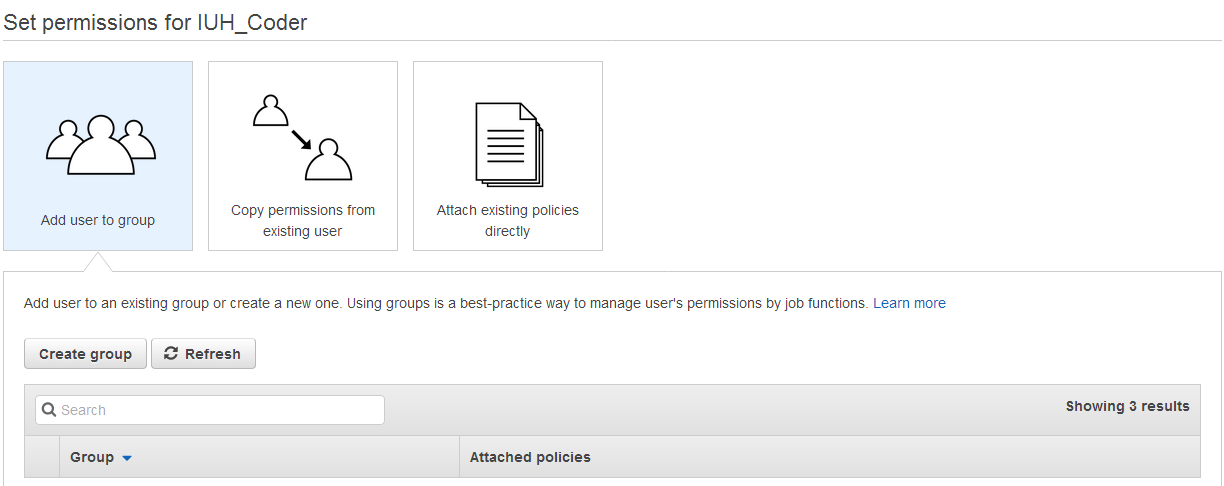 Set permissions for IUH_Coder
Add user to group
Copy permissions from
existing user
Attach existing policies
directly
Add user to an existing group or create a new one. Using groups is a best-practice way to manage user's permissions by job functions. Learn more
Create group
Refresh
Search
Showing 3 results
Group
Attached policies